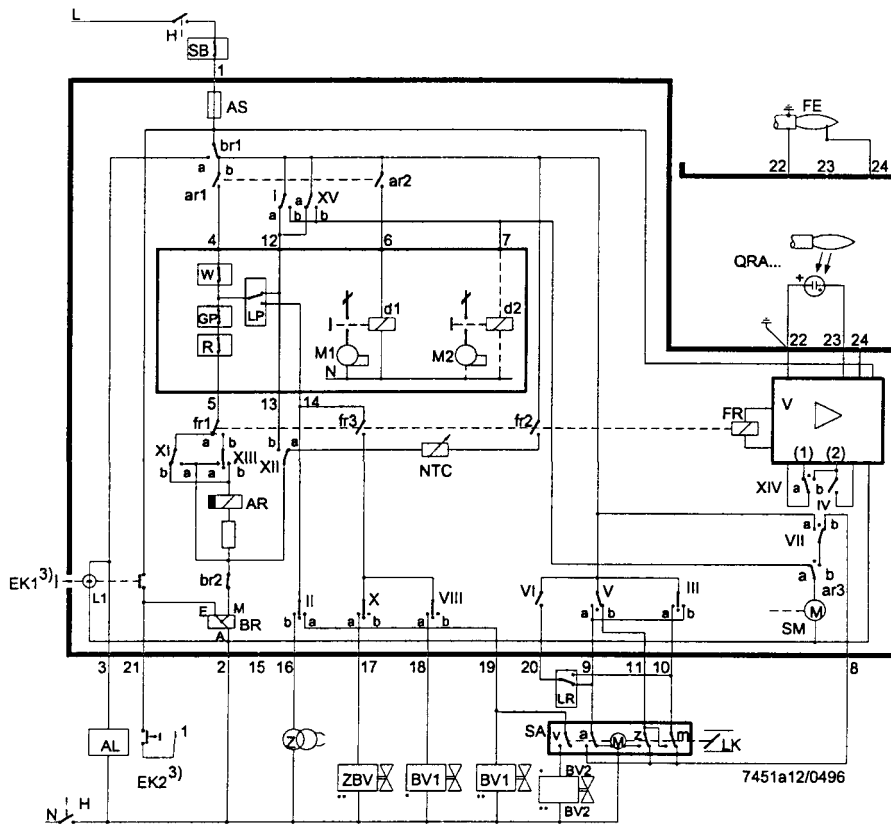 L
H
SB
1
AS
FE
br1
22 23 24
a b
ar1 ar2
i a XV
a b b
QRA...
+
4 12 6 7
W
LP
GP
d1 d2
R
M1 M2
N
22 23 24
5 13 14
V
fr1 fr3 fr2 FR
a b
b a
XI XIII XII
NTC
b a a b
(1) (2)
XIV a b
IV
AR
a b
VII
EK1 3)
L1
br2
a b
ar3
VI V III
E M
BR
A
II X VIII
b a a b a b
a b a b
M
SM
3 21 2 15 16 17 18 19 20 9 11 10 8
LR
AL
1
EK2 3)
Z
SA v a M z m
LK
ZBV BV1 BV1 BV2
BV2
7451a12/0496
N H